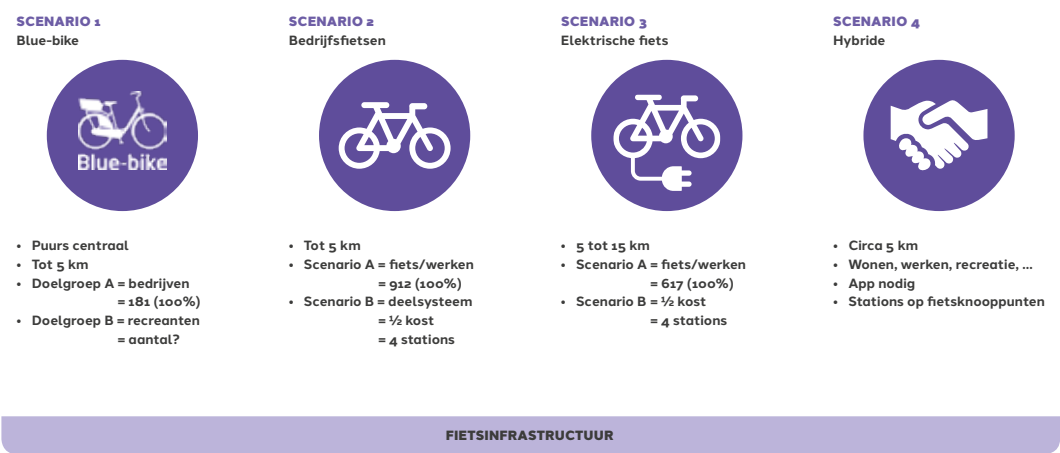 SCENARIO 1
Blue-bike
Blue-bike
• Puurs centraal
• Tot 5 km
• Doelgroep A = bedrijven
= 181 (100%)
• Doelgroep B = recreanten
= aantal?
SCENARIO 2
Bedrijfsfietsen
• Tot 5 km
• Scenario A = fiets/werken
= 912 (100%)
• Scenario B = deelsysteem
= ½ kost
= 4 stations
SCENARIO 3
Elektrische fiets
• 5 tot 15 km
• Scenario A = fiets/werken
= 617 (100%)
• Scenario B = ½ kost
= 4 stations
SCENARIO 4
Hybride
• Circa 5 km
• Wonen, werken, recreatie, ...
• App nodig
• Stations op fietsknooppunten
FIETSINFRASTRUCTUUR